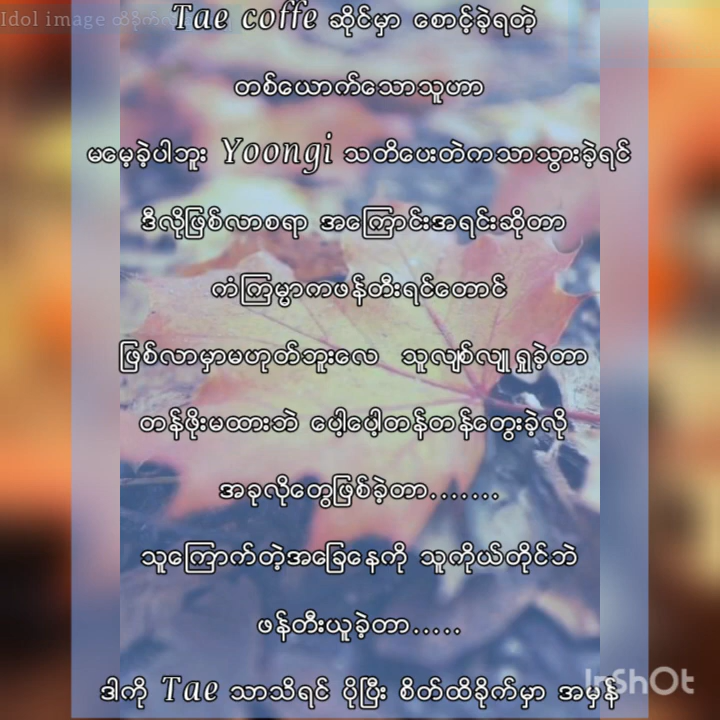 Idol image ထိခိုက်လို
Tae coffe ဆိုင်မှာ စောင့်ခဲ့ရတဲ့
တစ်ယောက်သောသူဟာ
မမေ့ခဲ့ပါဘူး Yoongi သတိပေးတဲကသာသွားခဲ့ရင်
ဒီလိုဖြစ်လာစရာ အကြောင်းအရင်းဆိုတာ
ကံကြမ္မာကဖန်တီးရင်တောင်
ဖြစ်လာမှာမဟုတ်ဘူးလေ သူလျစ်လျုရှုခဲ့တာ
တန်ဖိုးမထားဘဲ ပေါ့ပေါ့တန်တန်တွေးခဲ့လို
အခုလိုတွေဖြစ်ခဲ့တာ.......
သူကြောက်တဲ့အခြေနေကို သူကိုယ်တိုင်ဘဲ
ဖန်တီးယူခဲ့တာ.....
ဒါကို Tae သာသိရင် ပိုပြီး စိတ်ထိခိုက်မှာ အမှန်
InShOt